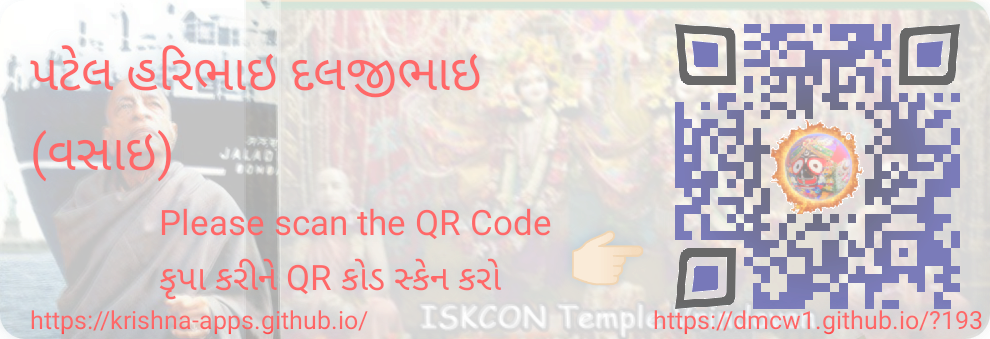 પટેલ હરિભાઇ દલજીભાઇ
(વસાઇ)
JALAD
Please scan the QR Code
કૃપા કરીને QR કોડ સ્કેન કરો
https://krishna-apps.github.io/
ISKCON Temple
https://dmcw1.github.io/?193